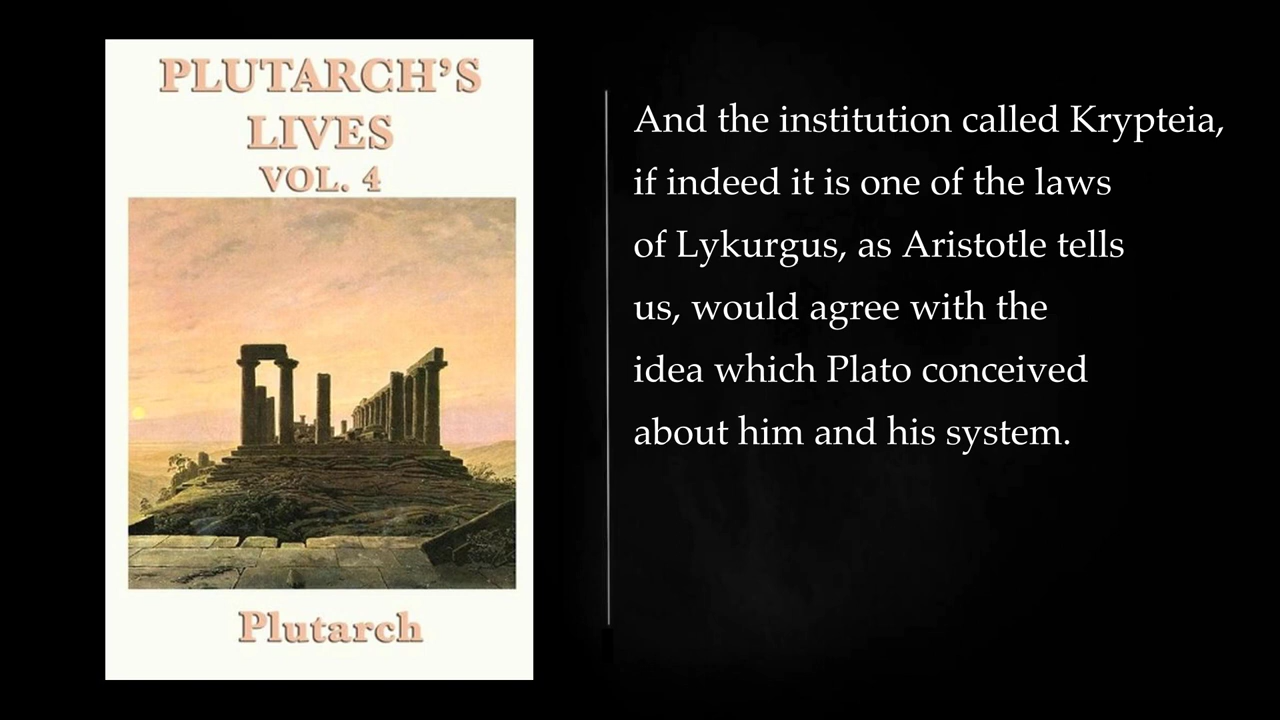 PLUTARCH'S
LIVES
VOL. 4
Plutarch
And the institution called Krypteia,
if indeed it is one of the laws
of Lykurgus, as Aristotle tells
us, would agree with the
idea which Plato conceived
about him and his system.